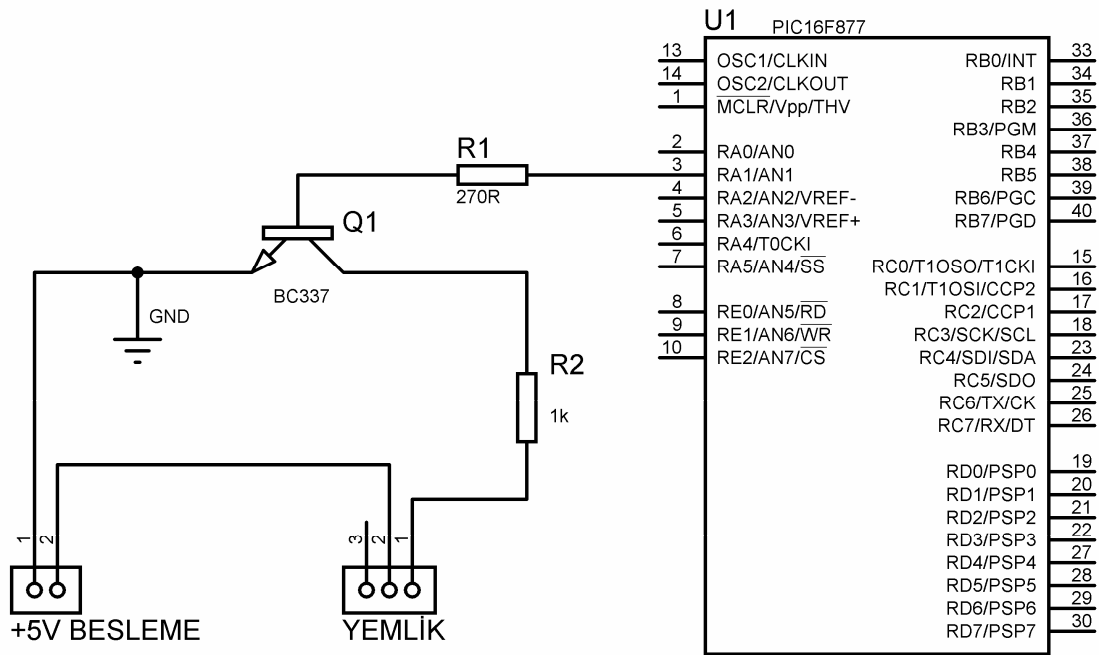 U1
PIC16F877
13 OSC1/CLKIN
14 OSC2/CLKOUT
1 MCLR/Vpp/THV
2 RA0/AN0
3 RA1/AN1
4 RA2/AN2/VREF-
5 RA3/AN3/VREF+
6 RA4/T0CKI
7 RA5/AN4/SS
8 RE0/AN5/RD
9 RE1/AN6/WR
10 RE2/AN7/CS
RB0/INT 33
RB1 34
RB2 35
RB3/PGM 36
RB4 37
RB5 38
RB6/PGC 39
RB7/PGD 40
RC0/T1OSO/T1CKI 15
RC1/T1OSI/CCP2 16
RC2/CCP1 17
RC3/SCK/SCL 18
RC4/SDI/SDA 23
RC5/SDO 24
RC6/TX/CK 25
RC7/RX/DT 26
RD0/PSP0 19
RD1/PSP1 20
RD2/PSP2 21
RD3/PSP3 22
RD4/PSP4 27
RD5/PSP5 28
RD6/PSP6 29
RD7/PSP7 30
R1
270R
Q1
BC337
GND
R2
1k
1 2
+5V BESLEME
3 2 1
YEMLİK